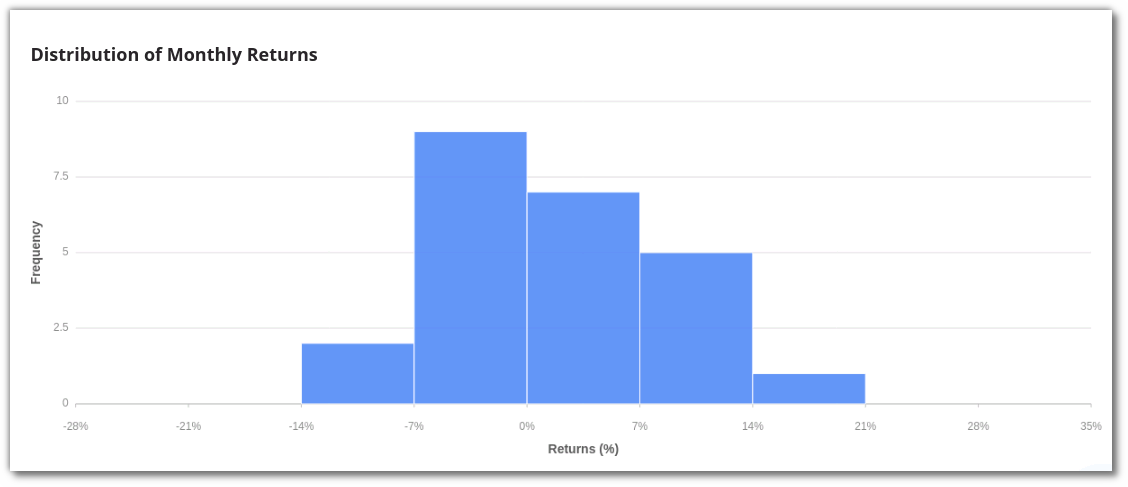 Distribution of Monthly Returns
10
7.5
5
2.5
0
Frequency
-28% -21% -14% -7% 0% 7% 14% 21% 28% 35%
Returns (%)